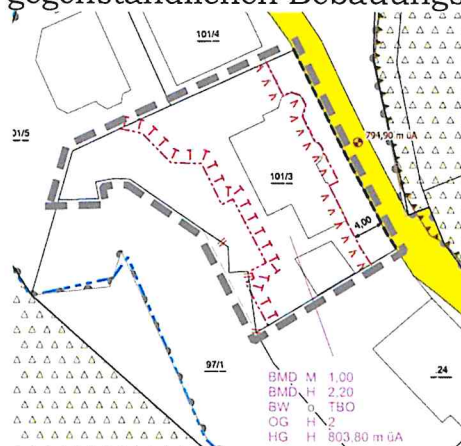 gegenständlichen Bebauungs
101/4
01/5
794,90 m üA
101/3
4,00
97/1
.24
BMD M 1,00
BMD H 2,20
BW o TBO
OG H 2
HG H 803,80 m üA